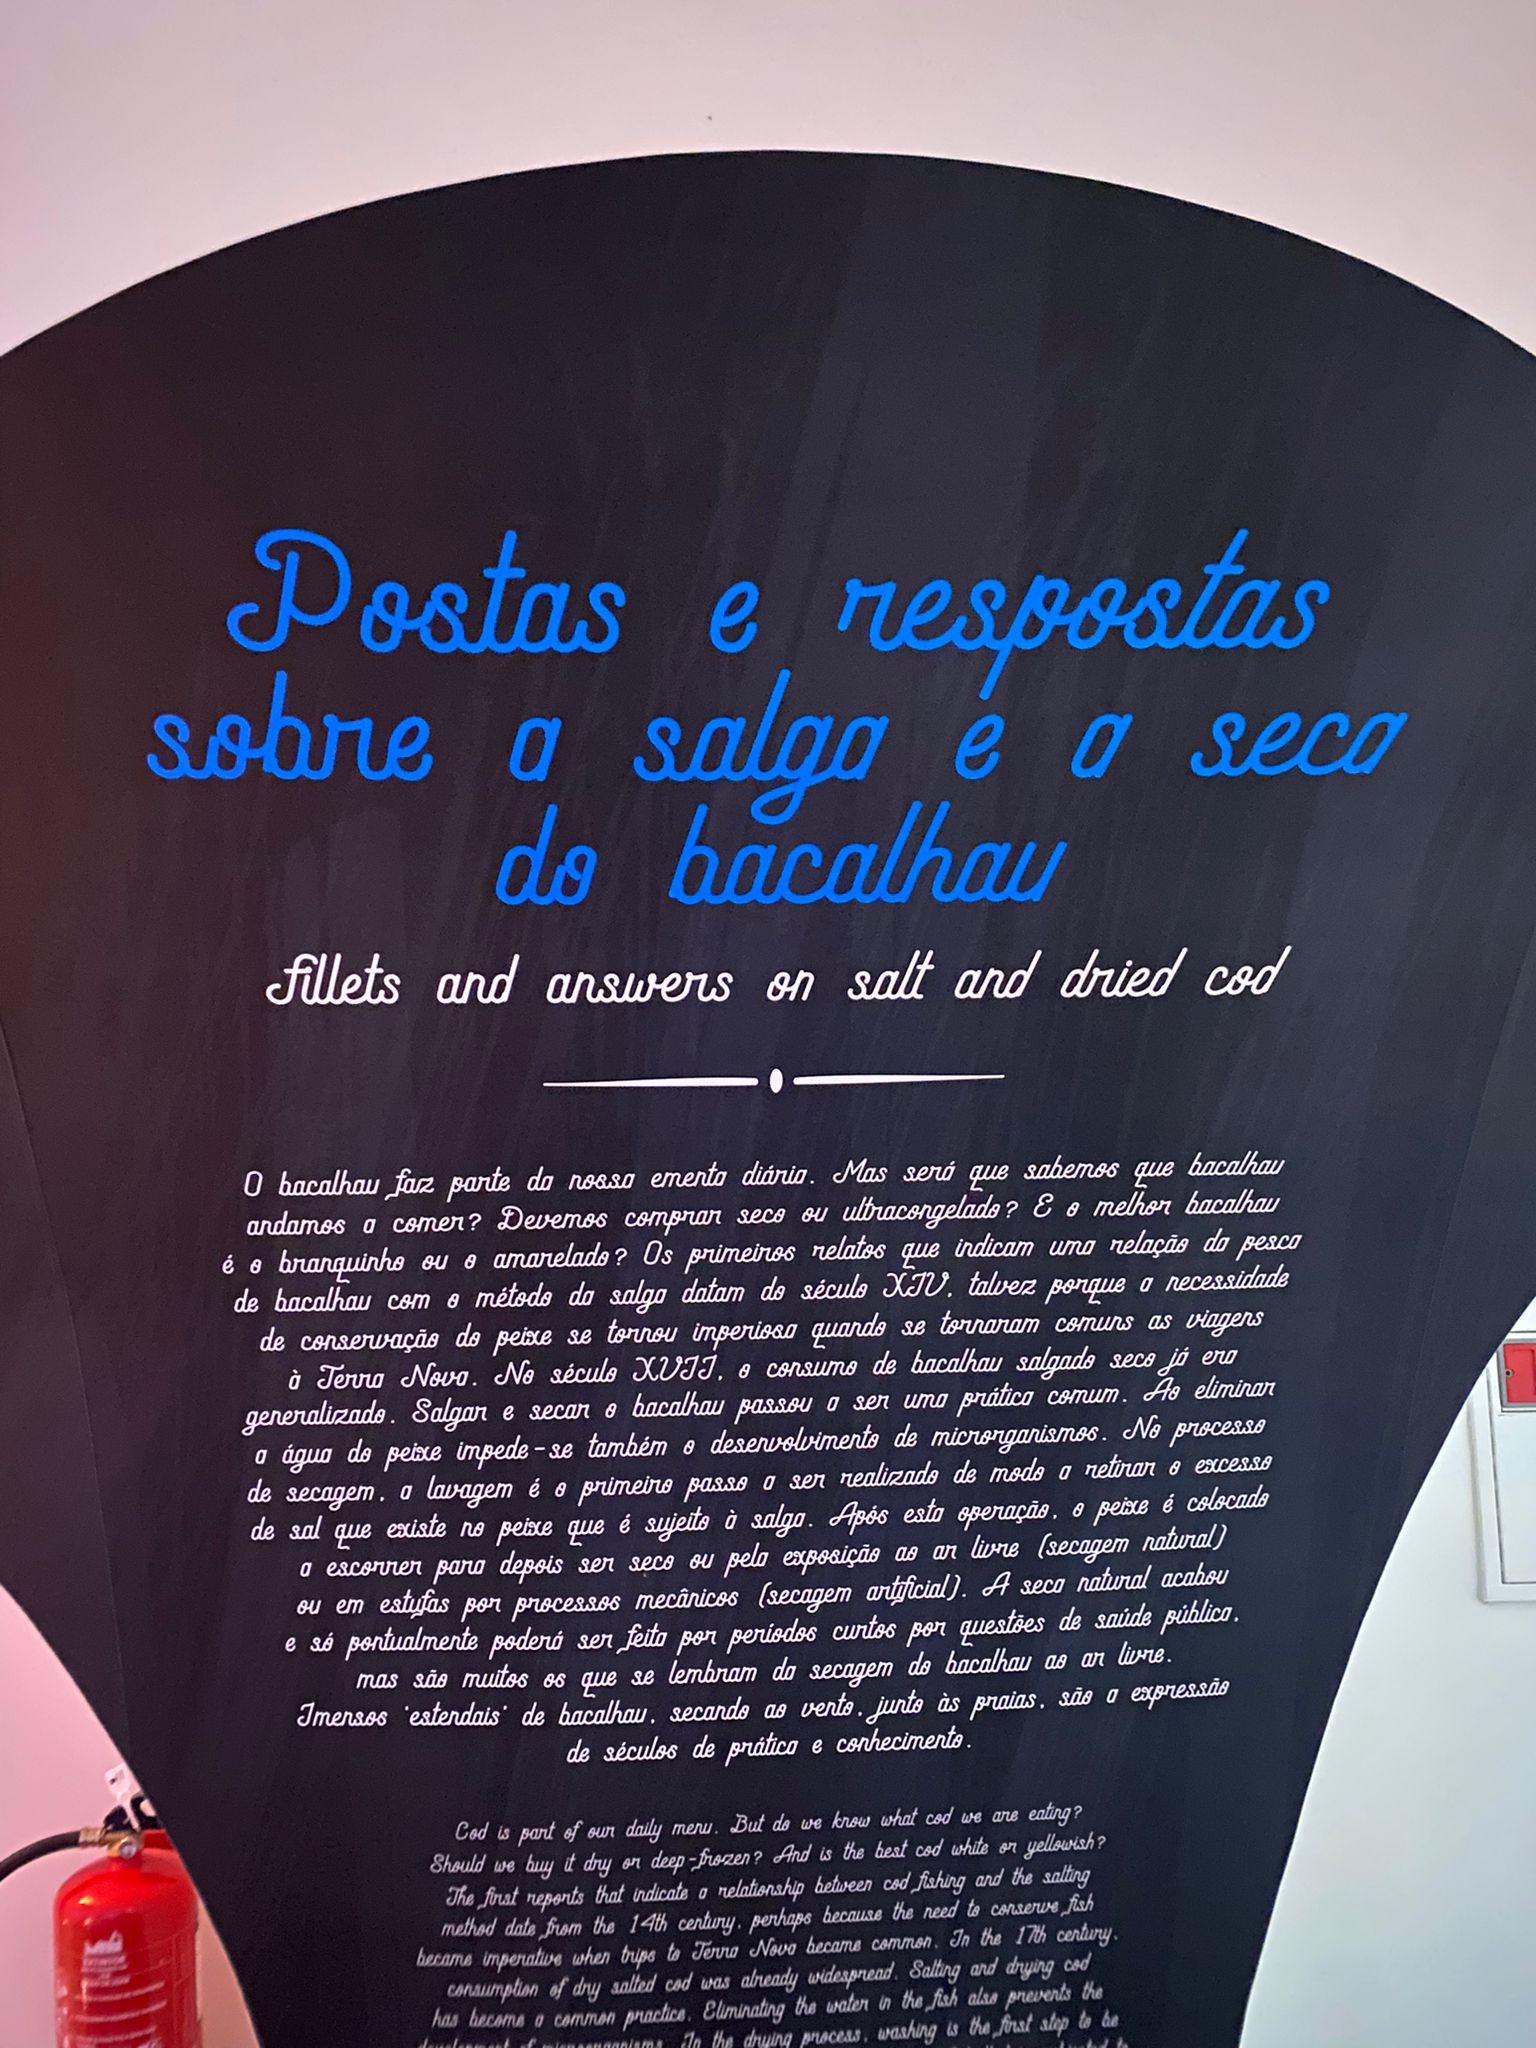 Postas e respostas
sobre a salga e a seca
do bacalhau
fillets and answers on salt and dried cod
O bacalhau faz parte da nossa ementa diária. Mas será que sabemos que bacalhau
andamos a comer? Devemos comprar seco ou ultracongelado? E o melhor bacalhau
é o branquinho ou o amarelado? Os primeiros relatos que indicam uma relação da pesca
de bacalhau com o método da salga datam do século XIV, talvez porque a necessidade
de conservação do peixe se tornou imperiosa quando se tornaram comuns as viagens
à Terra Nova. No século XVII, o consumo de bacalhau salgado seco já era
generalizado. Salgar e secar o bacalhau passou a ser uma prática comum. Ao eliminar
a água do peixe impede-se também o desenvolvimento de microrganismos. No processo
de secagem, a lavagem é o primeiro passo a ser realizado de modo a retirar o excesso
de sal que existe no peixe que é sujeito à salga. Após esta operação, o peixe é colocado
a escorrer para depois ser seco ou pela exposição ao ar livre (secagem natural)
ou em estufas por processos mecânicos (secagem artificial). A seca natural acabou
e só pontualmente poderá ser feita por períodos curtos por questões de saúde pública,
mas são muitos os que se lembram da secagem do bacalhau ao ar livre.
Imensos 'estendais' de bacalhau, secando ao vento, junto às praias, são a expressão
de séculos de prática e conhecimento.
Cod is part of our daily menu. But do we know what cod we are eating?
Should we buy it dry or deep-frozen? And is the best cod white or yellowish?
The first reports that indicate a relationship between cod fishing and the salting
method date from the 14th century, perhaps because the need to conserve fish
became imperative when trips to Terra Nova became common. In the 17th century,
consumption of dry salted cod was already widespread. Salting and drying cod
has become a common practice. Eliminating the water in the fish also prevents the
development of microorganisms. In the drying process, washing is the first step to be